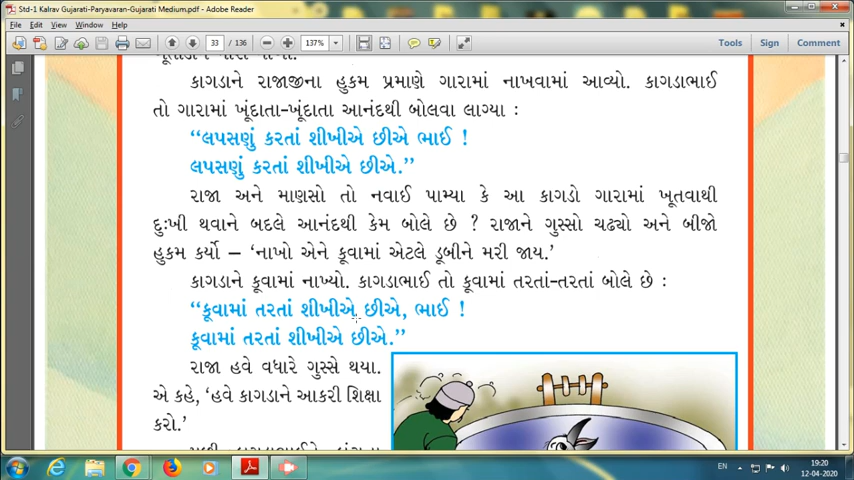 Std-1 Kalrav Gujarati-Paryavaran-Gujarati Medium.pdf - Adobe Reader
File Edit View Window Help
33 / 136 137% Tools Sign Comment
કાગડાને રાજાજીના હુકમ પ્રમાણે ગારામાં નાખવામાં આવ્યો. કાગડાભાઈ
તો ગારામાં ખૂંદાતા-ખૂંદાતા આનંદથી બોલવા લાગ્યા :
“લપસણું કરતાં શીખીએ છીએ ભાઈ !
લપસણું કરતાં શીખીએ છીએ.”
રાજા અને માણસો તો નવાઈ પામ્યા કે આ કાગડો ગારામાં ખૂતવાથી
દુઃખી થવાને બદલે આનંદથી કેમ બોલે છે ? રાજાને ગુસ્સો ચઢ્યો અને બીજો
હુકમ કર્યો – ‘નાખો એને કૂવામાં એટલે ડૂબીને મરી જાય.’
કાગડાને કૂવામાં નાખ્યો. કાગડાભાઈ તો કૂવામાં તરતાં-તરતાં બોલે છે :
“કૂવામાં તરતાં શીખીએ છીએ, ભાઈ !
કૂવામાં તરતાં શીખીએ છીએ.”
રાજા હવે વધારે ગુસ્સે થયા.
એ કહે, ‘હવે કાગડાને આકરી શિક્ષા
કરો.’
EN 19:20
12-04-2020